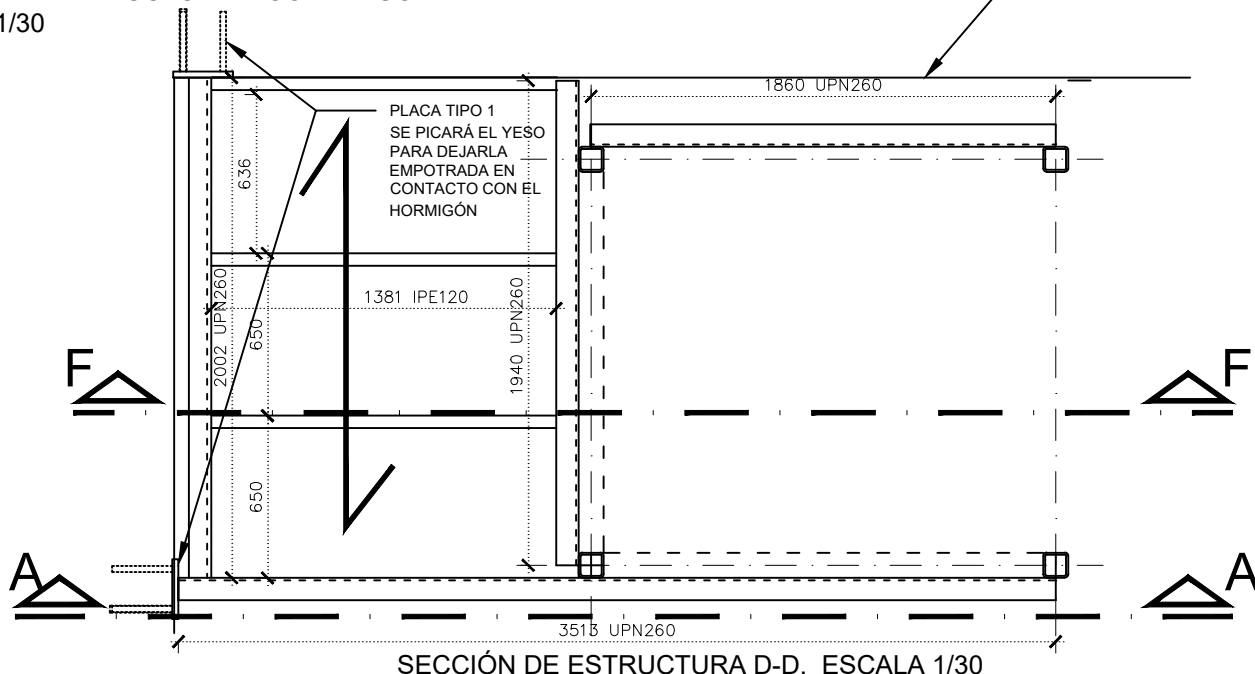 1/30
1860 UPN260
PLACA TIPO 1
SE PICARÁ EL YESO
PARA DEJARLA
EMPOTRADA EN
CONTACTO CON EL
HORMIGÓN
636
2002 UPN260
650
1381 IPE120
1940 UPN260
F
F
650
A
A
3513 UPN260
SECCIÓN DE ESTRUCTURA D-D. ESCALA 1/30